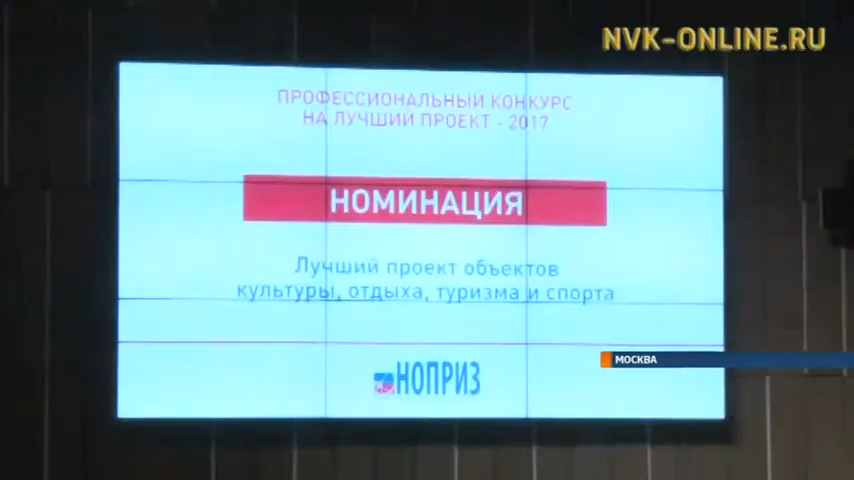 NVK-ONLINE.RU
ПРОФЕССИОНАЛЬНЫЙ КОНКУРС
НА ЛУЧШИЙ ПРОЕКТ - 2017
НОМИНАЦИЯ
Лучший проект объектов
культуры, отдыха, туризма и спорта
МОСКВА
НОПРИЗ